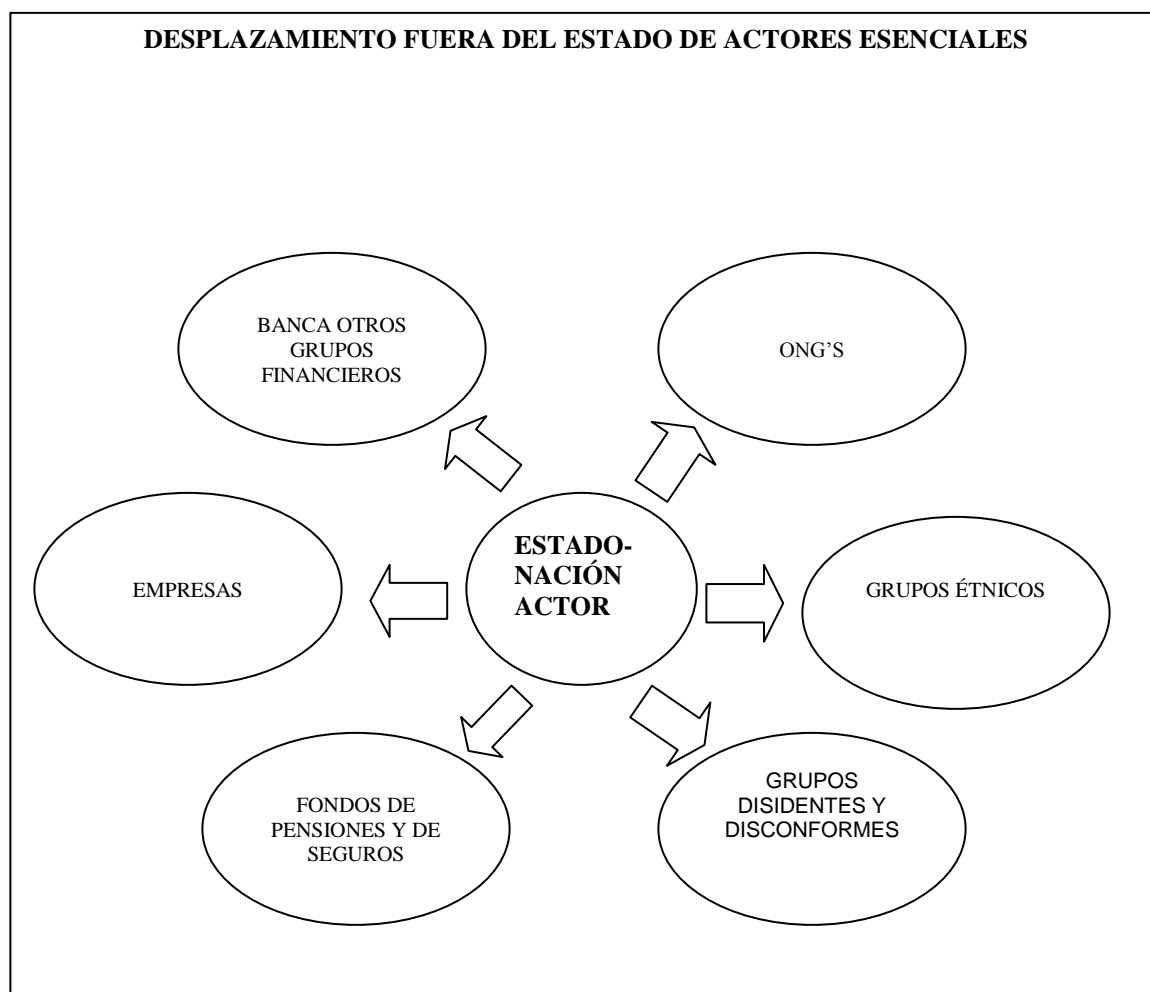 DESPLAZAMIENTO FUERA DEL ESTADO DE ACTORES ESENCIALES
BANCA OTROS
GRUPOS
FINANCIEROS
ONG’S
ESTADO-
NACIÓN
ACTOR
EMPRESAS
GRUPOS ÉTNICOS
FONDOS DE
PENSIONES Y DE
SEGUROS
GRUPOS
DISIDENTES Y
DISCONFORMES